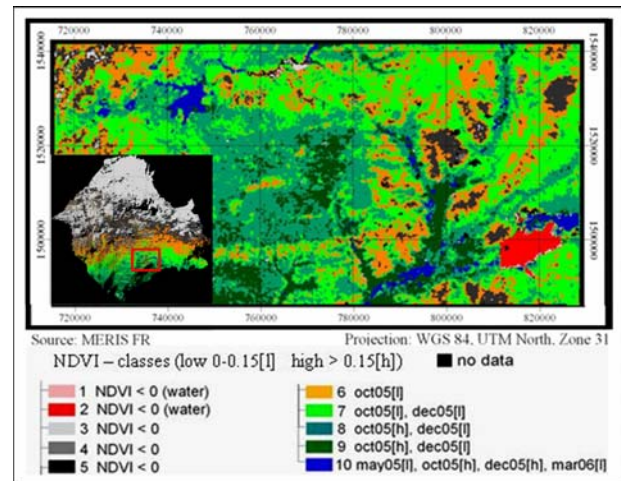 720000 740000 760000 780000 800000 820000
1540000 1540000
1520000 1520000
1500000 1500000
720000 740000 760000 780000 800000 820000
Source: MERIS FR Projection: WGS 84, UTM North, Zone 31
NDVI – classes (low 0-0.15[l] high > 0.15[h]) no data
1 NDVI < 0 (water)
2 NDVI < 0 (water)
3 NDVI < 0
4 NDVI < 0
5 NDVI < 0
6 oct05[l]
7 oct05[l], dec05[l]
8 oct05[h], dec05[l]
9 oct05[h], dec05[l]
10 may05[l], oct05[h], dec05[h], mar06[l]